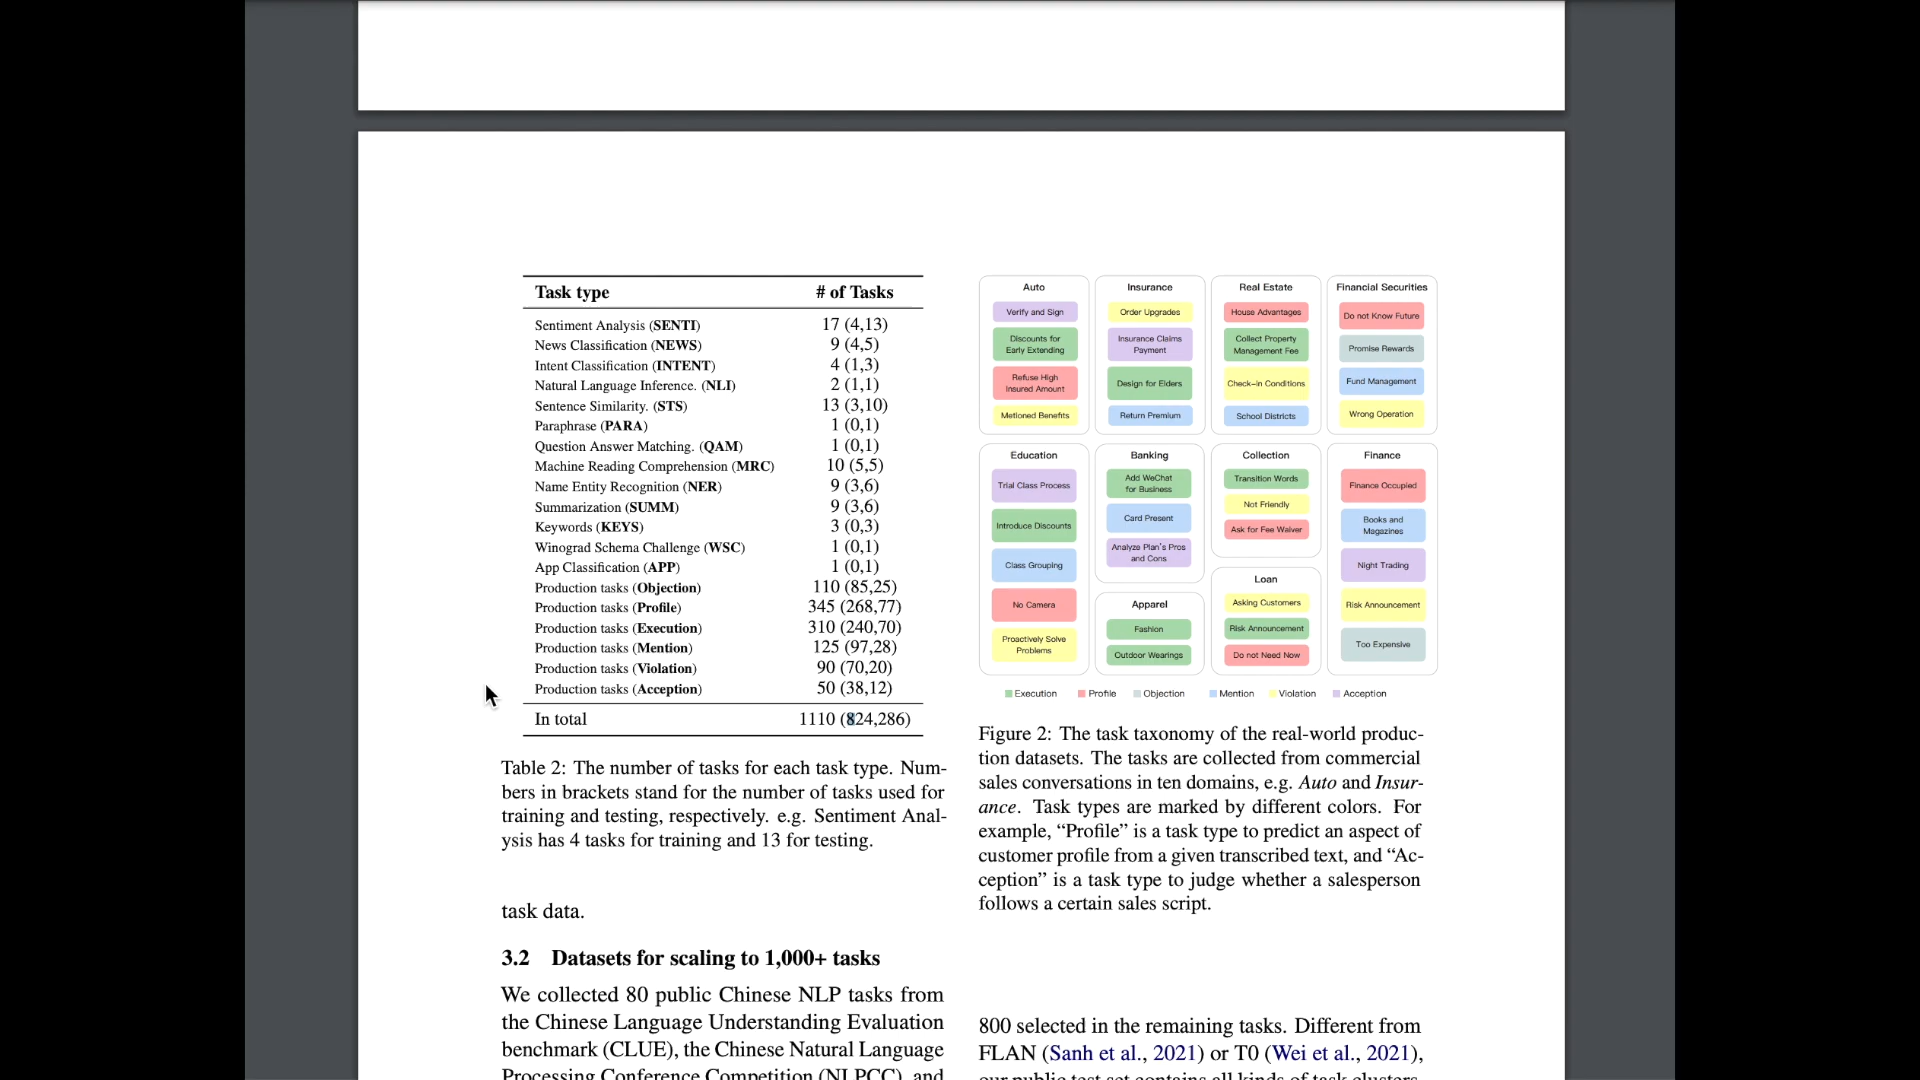 Task type # of Tasks
Sentiment Analysis (SENTI) 17 (4,13)
News Classification (NEWS) 9 (4,5)
Intent Classification (INTENT) 4 (1,3)
Natural Language Inference. (NLI) 2 (1,1)
Sentence Similarity. (STS) 13 (3,10)
Paraphrase (PARA) 1 (0,1)
Question Answer Matching. (QAM) 1 (0,1)
Machine Reading Comprehension (MRC) 10 (5,5)
Name Entity Recognition (NER) 9 (3,6)
Summarization (SUMM) 9 (3,6)
Keywords (KEYS) 3 (0,3)
Winograd Schema Challenge (WSC) 1 (0,1)
App Classification (APP) 1 (0,1)
Production tasks (Objection) 110 (85,25)
Production tasks (Profile) 345 (268,77)
Production tasks (Execution) 310 (240,70)
Production tasks (Mention) 125 (97,28)
Production tasks (Violation) 90 (70,20)
Production tasks (Acception) 50 (38,12)
In total 1110 (824,286)
Table 2: The number of tasks for each task type. Num-
bers in brackets stand for the number of tasks used for
training and testing, respectively. e.g. Sentiment Anal-
ysis has 4 tasks for training and 13 for testing.
task data.
3.2 Datasets for scaling to 1,000+ tasks
We collected 80 public Chinese NLP tasks from
the Chinese Language Understanding Evaluation
benchmark (CLUE), the Chinese Natural Language
Processing Conference Competition (NLPCC), and
Auto
Verify and Sign
Discounts for
Early Extending
Refuse High
Insured Amount
Metioned Benefits
Insurance
Order Upgrades
Insurance Claims
Payment
Design for Elders
Return Premium
Real Estate
House Advantages
Collect Property
Management Fee
Check-in Conditions
School Districts
Financial Securities
Do not Know Future
Promise Rewards
Fund Management
Wrong Operation
Education
Trial Class Process
Introduce Discounts
Class Grouping
No Camera
Proactively Solve
Problems
Banking
Add WeChat
for Business
Card Present
Analyze Plan's Pros
and Cons
Apparel
Fashion
Outdoor Wearings
Collection
Transition Words
Not Friendly
Ask for Fee Waiver
Loan
Asking Customers
Risk Announcement
Do not Need Now
Finance
Finance Occupied
Books and
Magazines
Night Trading
Risk Announcement
Too Expensive
Execution Profile Objection Mention Violation Acception
Figure 2: The task taxonomy of the real-world produc-
tion datasets. The tasks are collected from commercial
sales conversations in ten domains, e.g. Auto and Insur-
ance. Task types are marked by different colors. For
example, “Profile” is a task type to predict an aspect of
customer profile from a given transcribed text, and “Ac-
ception” is a task type to judge whether a salesperson
follows a certain sales script.
800 selected in the remaining tasks. Different from
FLAN (Sanh et al., 2021) or T0 (Wei et al., 2021),
our public test set contains all kinds of task clusters.